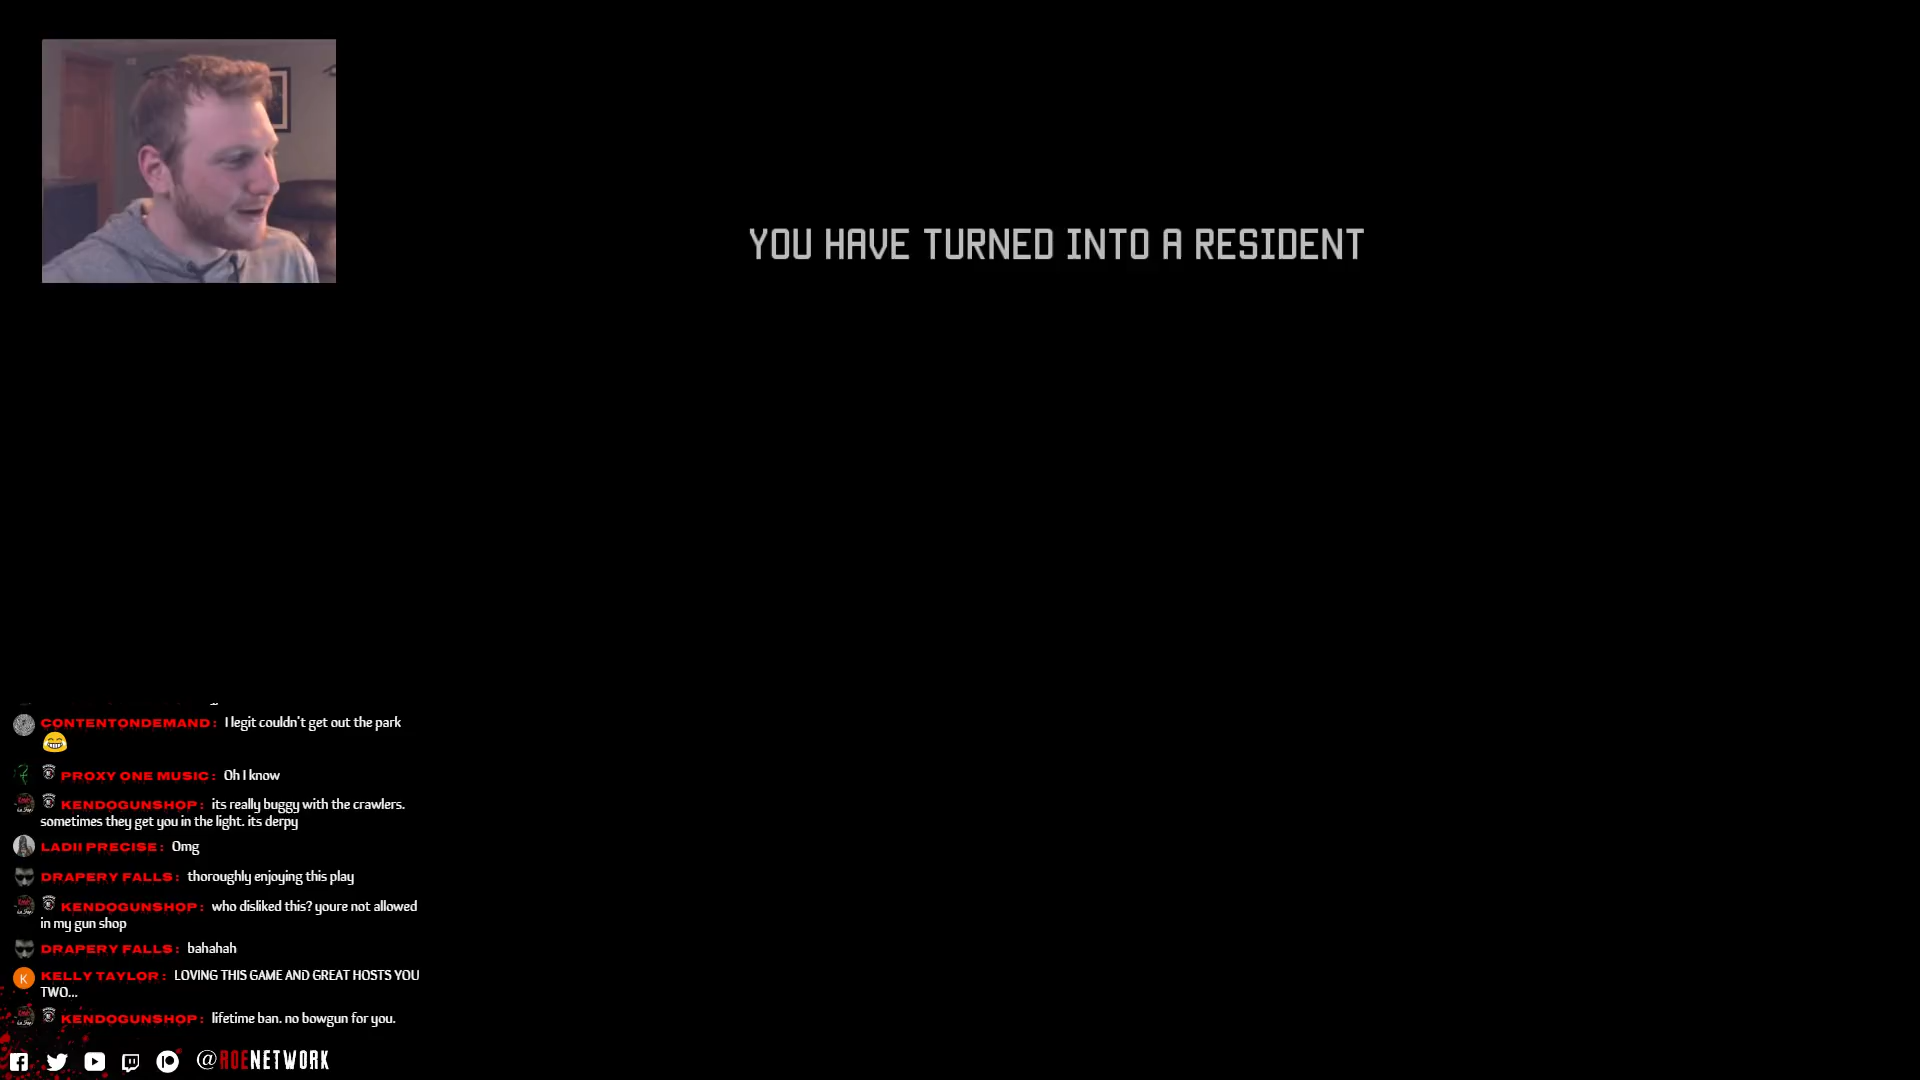 YOU HAVE TURNED INTO A RESIDENT
CONTENTONDEMAND: I legit couldn't get out the park
PROXY ONE MUSIC: Oh I know
KENDOGUNSHOP: its really buggy with the crawlers.
sometimes they get you in the light. its derpy
LADII PRECISE: Omg
DRAPERY FALLS: thoroughly enjoying this play
KENDOGUNSHOP: who disliked this? youre not allowed
in my gun shop
DRAPERY FALLS: bahahah
K KELLY TAYLOR: LOVING THIS GAME AND GREAT HOSTS YOU
TWO...
KENDOGUNSHOP: lifetime ban. no bowgun for you.
@ROENETWORK